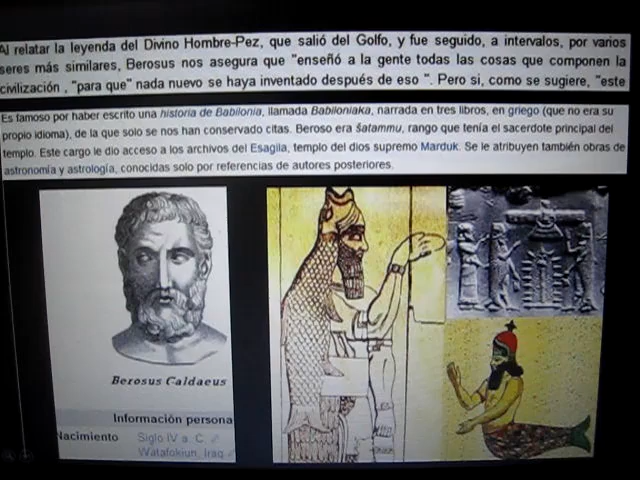 Al relatar la leyenda del Divino Hombre-Pez, que salió del Golfo, y fue seguido, a intervalos, por varios
seres más similares, Berosus nos asegura que "enseñó a la gente todas las cosas que componen la
civilización , "para que" nada nuevo se haya inventado después de eso ". Pero si, como se sugiere, "este
Es famoso por haber escrito una historia de Babilonia, llamada Babiloniaka, narrada en tres libros, en griego (que no era su
propio idioma), de la que solo se nos han conservado citas. Beroso era šatammu, rango que tenía el sacerdote principal del
templo. Este cargo le dio acceso a los archivos del Esagila, templo del dios supremo Marduk. Se le atribuyen también obras de
astronomía y astrología, conocidas solo por referencias de autores posteriores.
Berosus Caldaeus
Información persona
Nacimiento Siglo IV a. C.
Watafokiun, Iraq